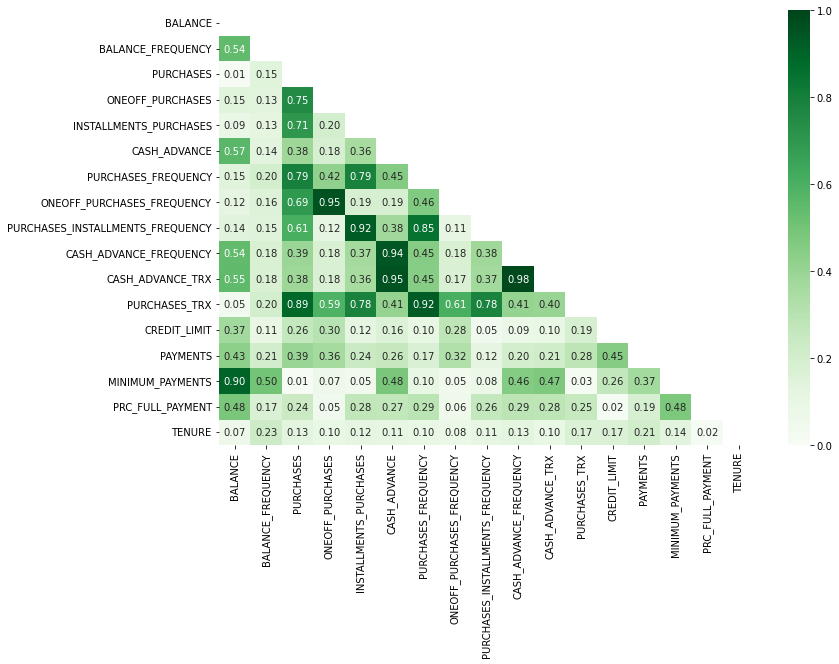 BALANCE
BALANCE_FREQUENCY 0.54
PURCHASES 0.01 0.15
ONEOFF_PURCHASES 0.15 0.13 0.75
INSTALLMENTS_PURCHASES 0.09 0.13 0.71 0.20
CASH_ADVANCE 0.57 0.14 0.38 0.18 0.36
PURCHASES_FREQUENCY 0.15 0.20 0.79 0.42 0.79 0.45
ONEOFF_PURCHASES_FREQUENCY 0.12 0.16 0.69 0.95 0.19 0.19 0.46
PURCHASES_INSTALLMENTS_FREQUENCY 0.14 0.15 0.61 0.12 0.92 0.38 0.85 0.11
CASH_ADVANCE_FREQUENCY 0.54 0.18 0.39 0.18 0.37 0.94 0.45 0.18 0.38
CASH_ADVANCE_TRX 0.55 0.18 0.38 0.18 0.36 0.95 0.45 0.17 0.37 0.98
PURCHASES_TRX 0.05 0.20 0.89 0.59 0.78 0.41 0.92 0.61 0.78 0.41 0.40
CREDIT_LIMIT 0.37 0.11 0.26 0.30 0.12 0.16 0.10 0.28 0.05 0.09 0.10 0.19
PAYMENTS 0.43 0.21 0.39 0.36 0.24 0.26 0.17 0.32 0.12 0.20 0.21 0.28 0.45
MINIMUM_PAYMENTS 0.90 0.50 0.01 0.07 0.05 0.48 0.10 0.05 0.08 0.46 0.47 0.03 0.26 0.37
PRC_FULL_PAYMENT 0.48 0.17 0.24 0.05 0.28 0.27 0.29 0.06 0.26 0.29 0.28 0.25 0.02 0.19 0.48
TENURE 0.07 0.23 0.13 0.10 0.12 0.11 0.10 0.08 0.11 0.13 0.10 0.17 0.17 0.21 0.14 0.02
BALANCE
BALANCE_FREQUENCY
PURCHASES
ONEOFF_PURCHASES
INSTALLMENTS_PURCHASES
CASH_ADVANCE
PURCHASES_FREQUENCY
ONEOFF_PURCHASES_FREQUENCY
PURCHASES_INSTALLMENTS_FREQUENCY
CASH_ADVANCE_FREQUENCY
CASH_ADVANCE_TRX
PURCHASES_TRX
CREDIT_LIMIT
PAYMENTS
MINIMUM_PAYMENTS
PRC_FULL_PAYMENT
TENURE
1.0
0.8
0.6
0.4
0.2
0.0